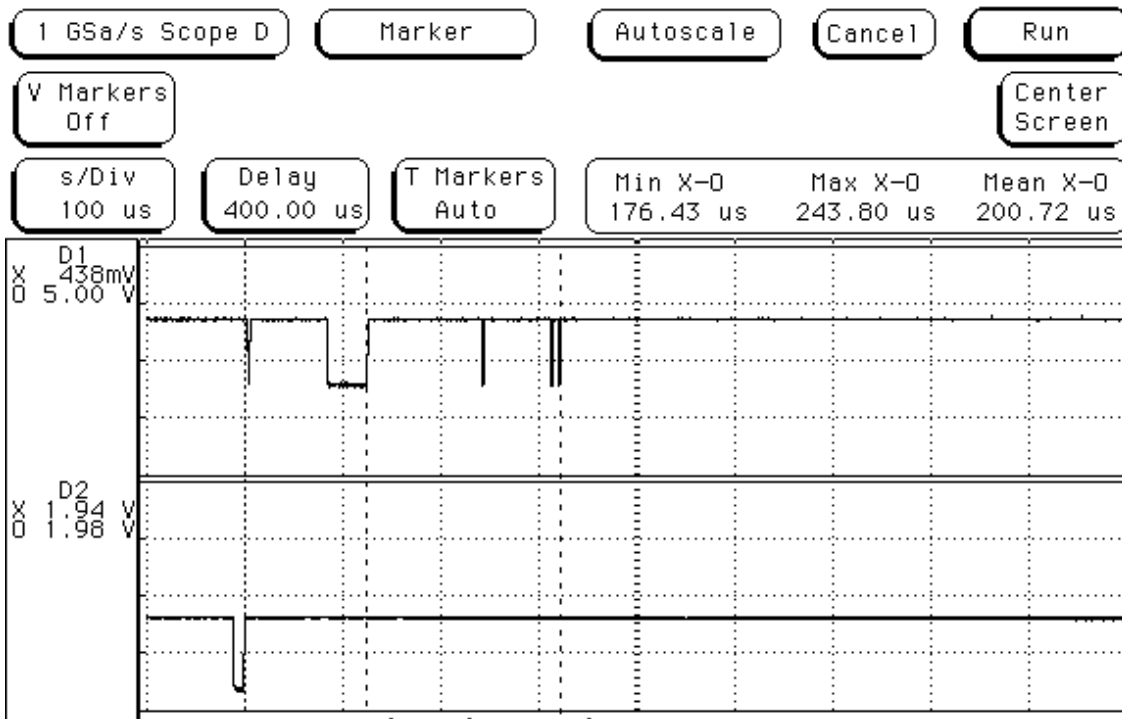 1 GSa/s Scope D
Marker
Autoscale
Cancel
Run
V Markers
Off
Center
Screen
s/Div
100 us
Delay
400.00 us
T Markers
Auto
Min X-O
176.43 us
Max X-O
243.80 us
Mean X-O
200.72 us
D1
X 438mV
O 5.00 V
D2
X 1.94 V
O 1.98 V